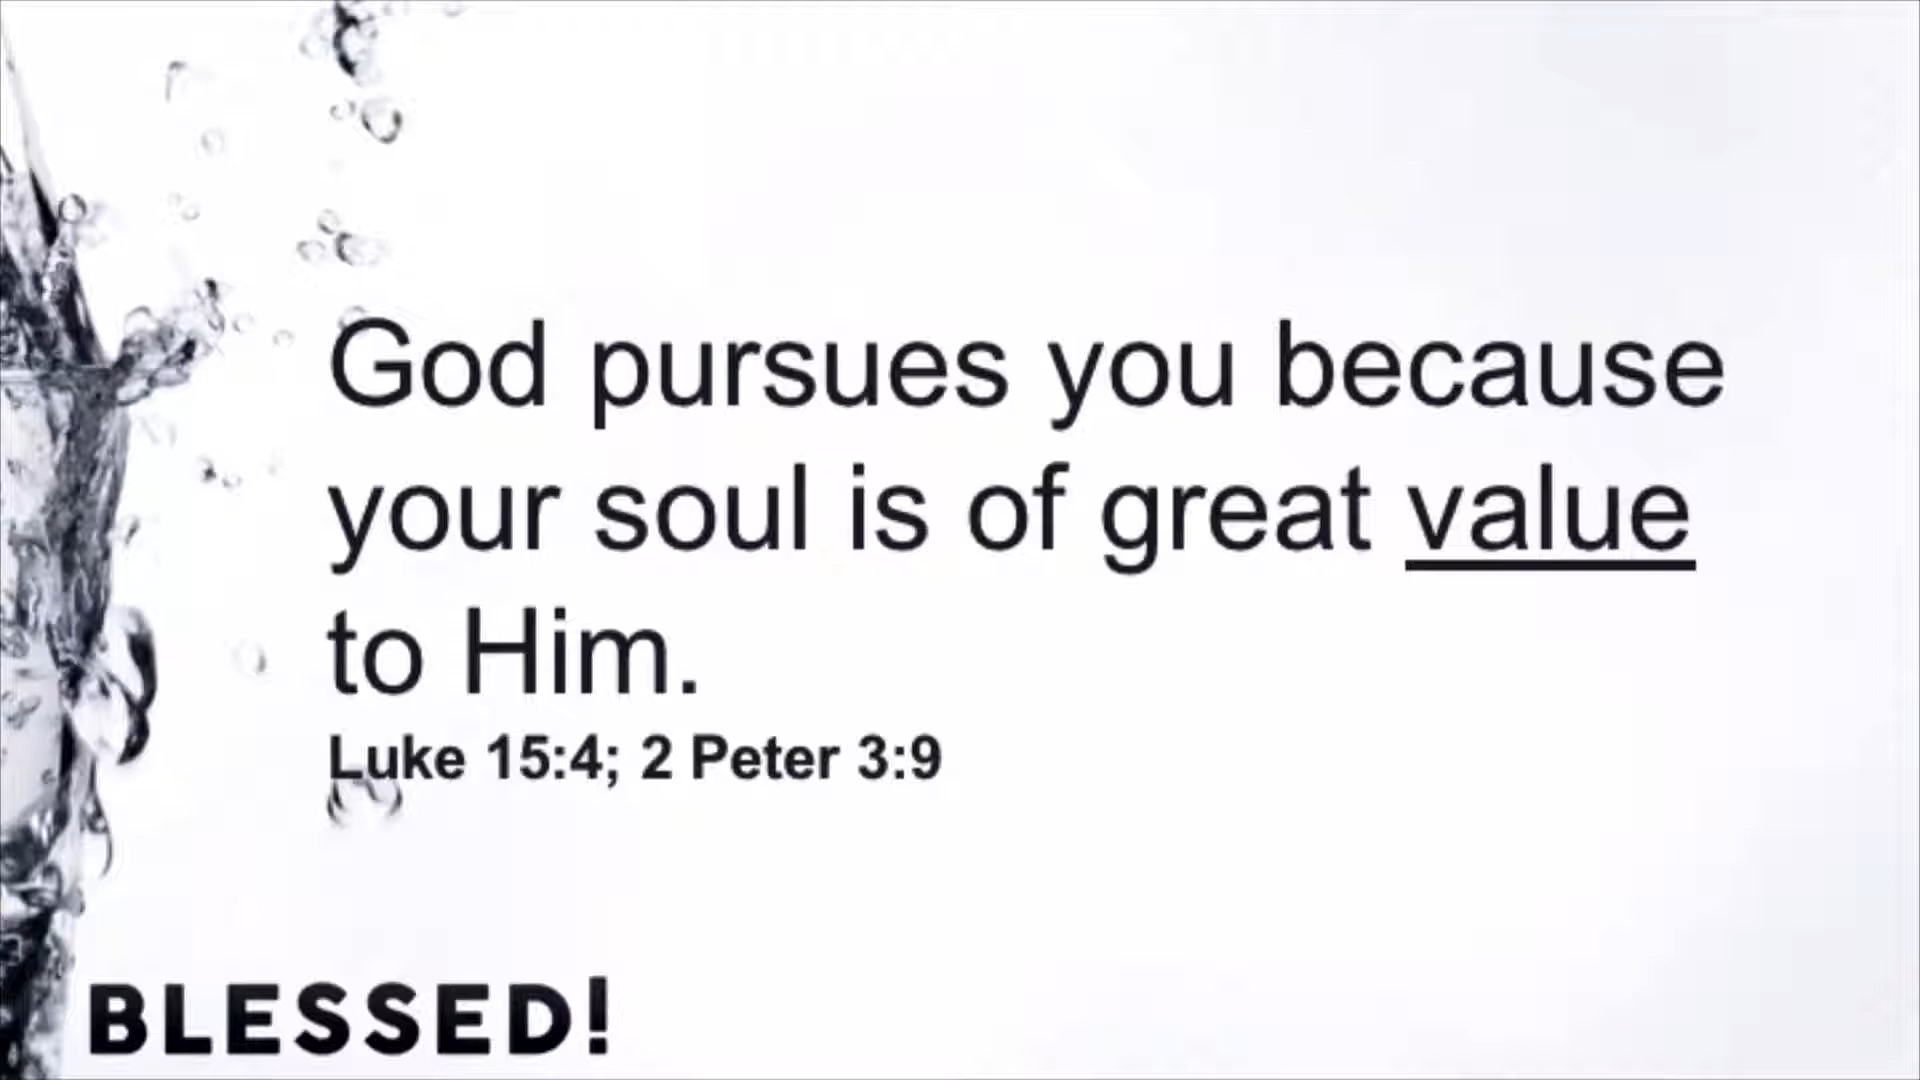 God pursues you because
your soul is of great value
to Him.
Luke 15:4; 2 Peter 3:9
BLESSED!